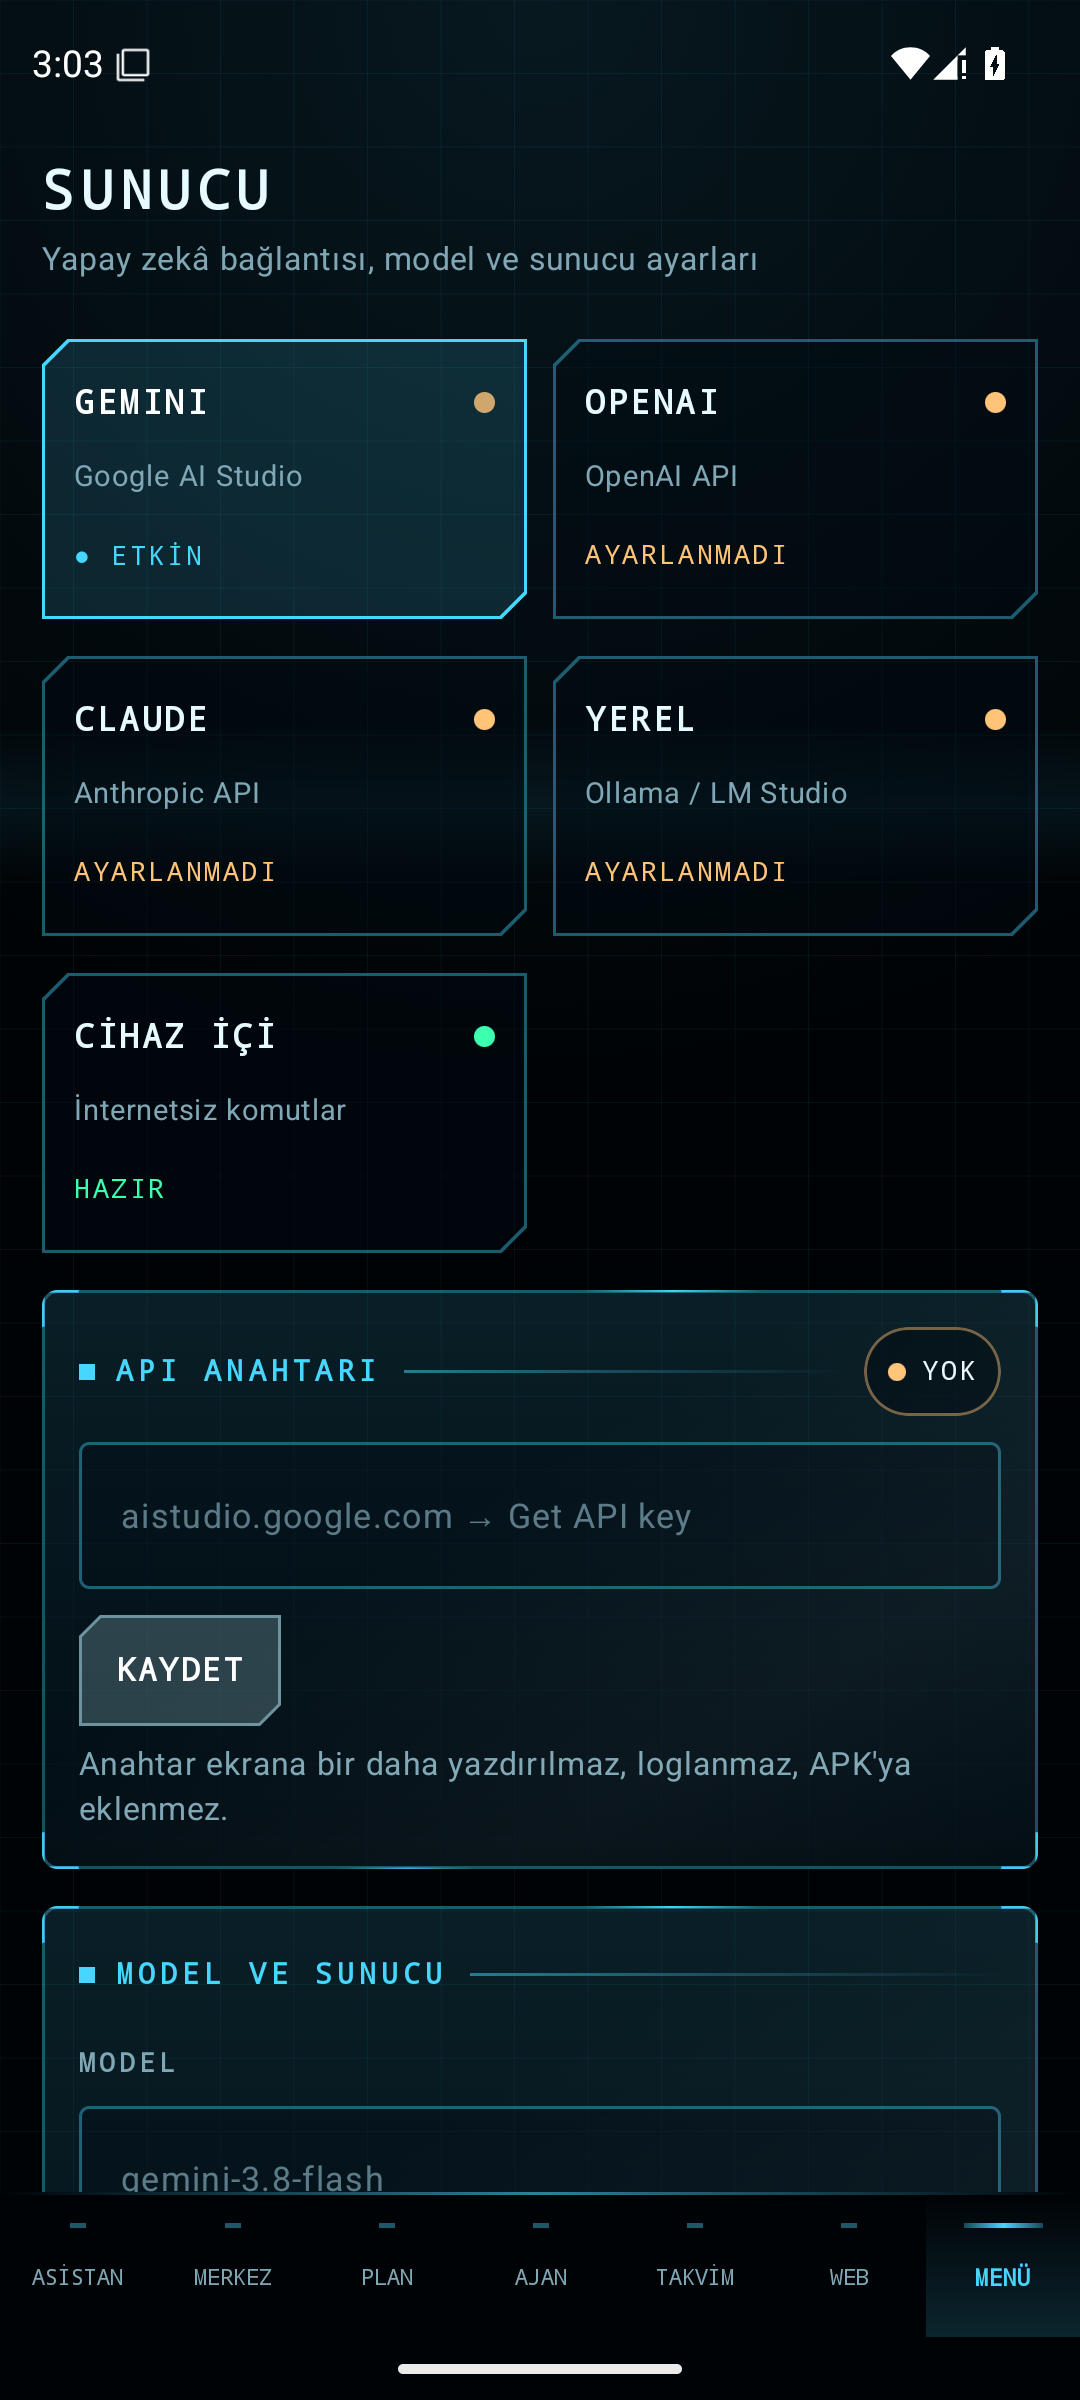 3:03
SUNUCU
Yapay zekâ bağlantısı, model ve sunucu ayarları
GEMINI
Google AI Studio
ETKİN
OPENAI
OpenAI API
AYARLANMADI
CLAUDE
Anthropic API
AYARLANMADI
YEREL
Ollama / LM Studio
AYARLANMADI
CİHAZ İÇİ
İnternetsiz komutlar
HAZIR
API ANAHTARI
YOK
aistudio.google.com → Get API key
KAYDET
Anahtar ekrana bir daha yazdırılmaz, loglanmaz, APK'ya
eklenmez.
MODEL VE SUNUCU
MODEL
gemini-3.8-flash
ASİSTAN
MERKEZ
PLAN
AJAN
TAKVİM
WEB
MENÜ